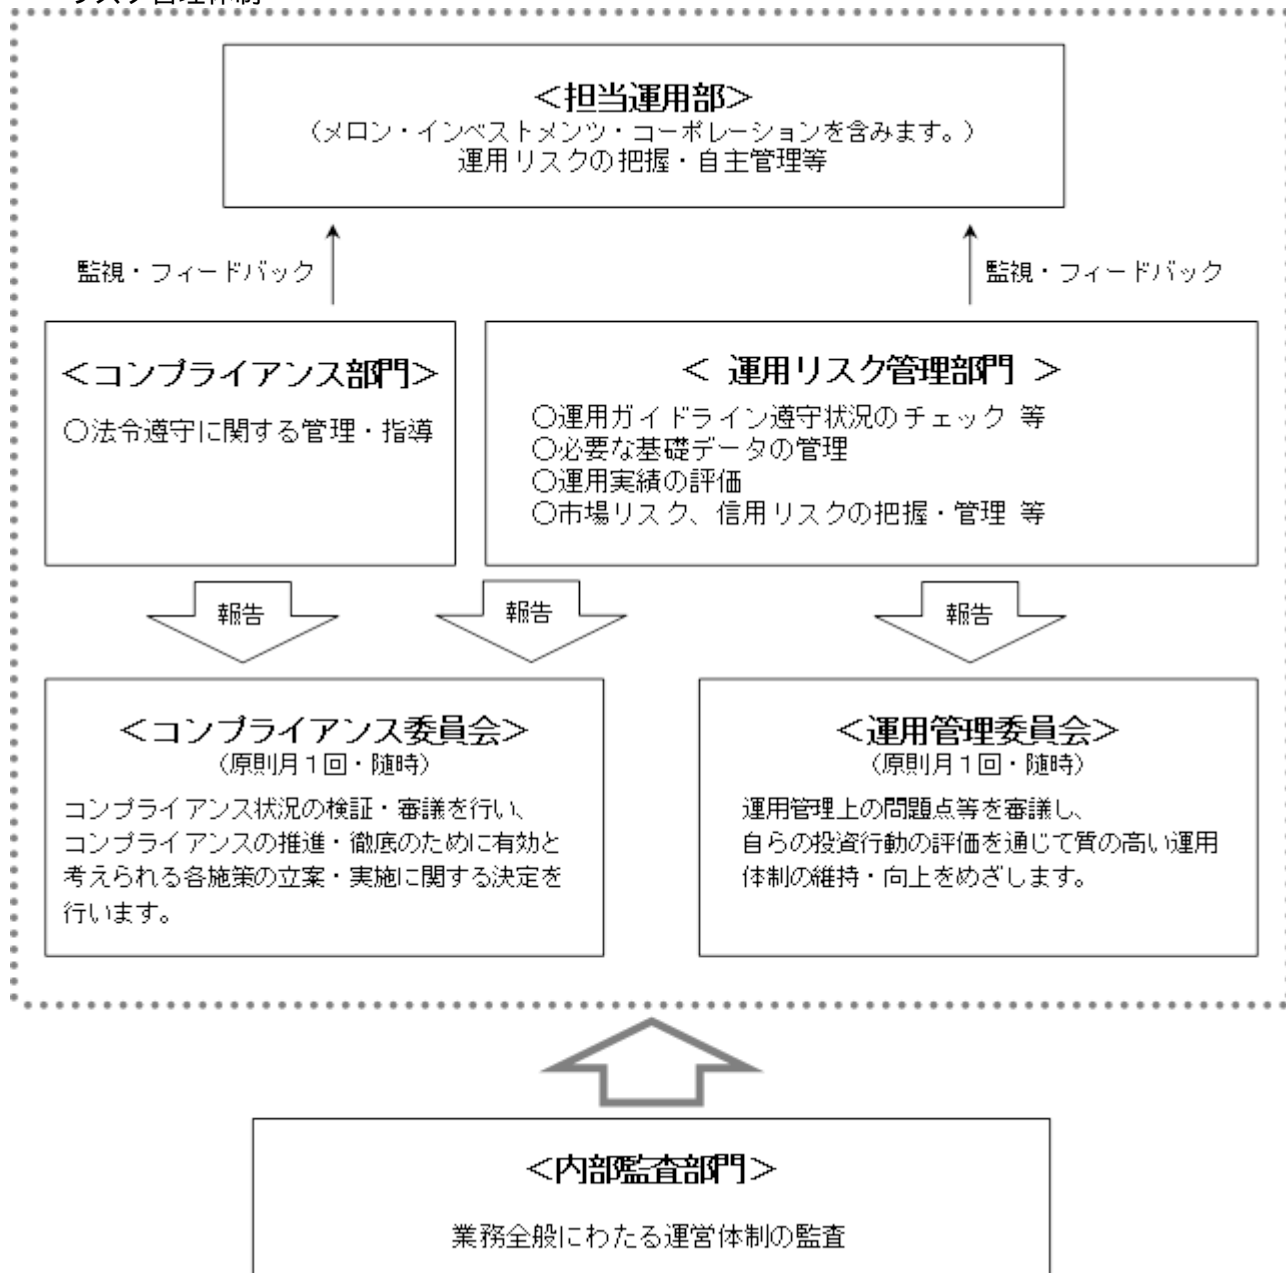 リスク管理体制
＜担当運用部＞
（メロン・インベストメンツ・コーポレーションを含みます。）
運用リスクの把握・自主管理等
監視・フィードバック
監視・フィードバック
＜コンプライアンス部門＞
○法令遵守に関する管理・指導
＜ 運用リスク管理部門 ＞
○運用ガイドライン遵守状況のチェック 等
○必要な基礎データの管理
○運用実績の評価
○市場リスク、信用リスクの把握・管理 等
報告
報告
報告
＜コンプライアンス委員会＞
（原則月１回・随時）
コンプライアンス状況の検証・審議を行い、
コンプライアンスの推進・徹底のために有効と
考えられる各施策の立案・実施に関する決定を
行います。
＜運用管理委員会＞
（原則月１回・随時）
運用管理上の問題点等を審議し、
自らの投資行動の評価を通じて質の高い運用
体制の維持・向上をめざします。
＜内部監査部門＞
業務全般にわたる運営体制の監査